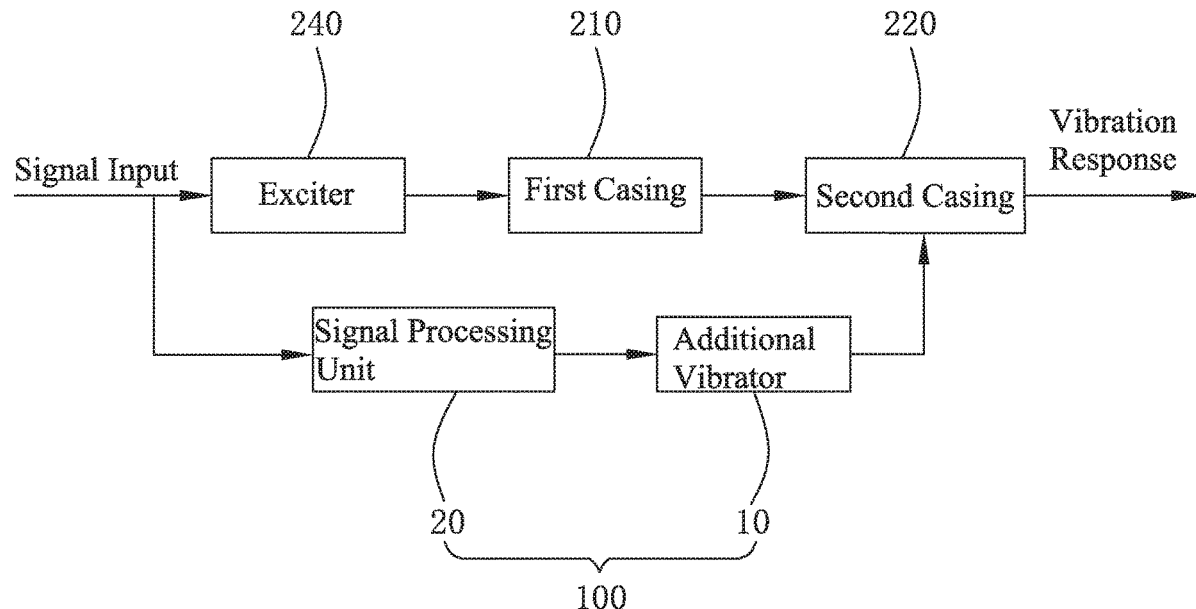 240
210
220
Signal Input
Exciter
First Casing
Second Casing
Vibration
Response
Signal Processing
Unit
Additional
Vibrator
20
10
100